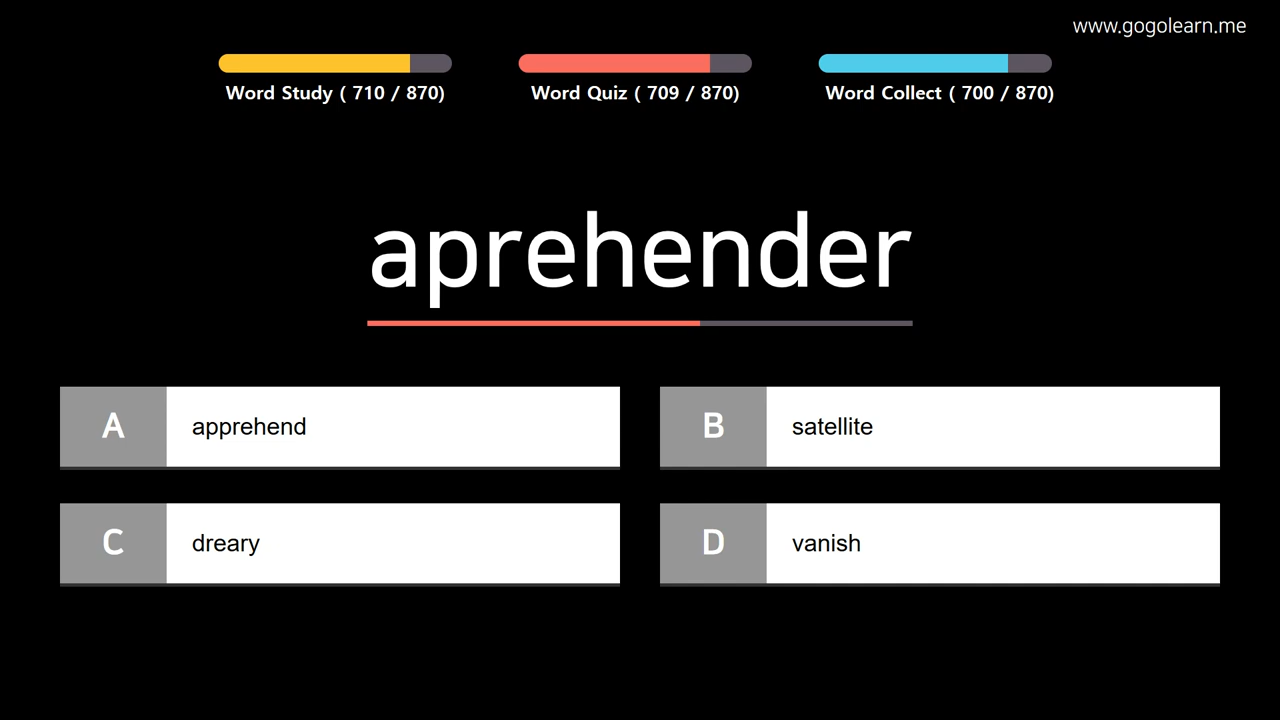 www.gogolearn.me
Word Study ( 710 / 870)
Word Quiz ( 709 / 870)
Word Collect ( 700 / 870)
aprehender
A apprehend
B satellite
C dreary
D vanish